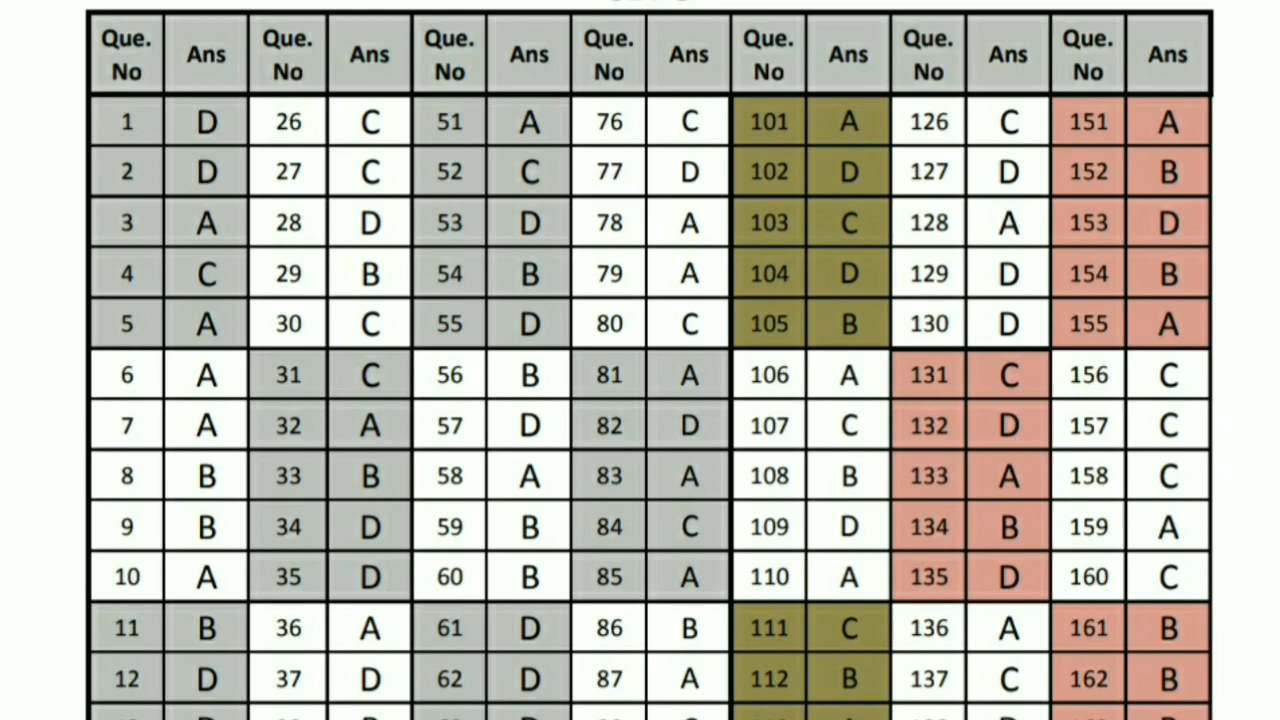 Que. No Ans Que. No Ans Que. No Ans Que. No Ans Que. No Ans Que. No Ans Que. No Ans
1 D 26 C 51 A 76 C 101 A 126 C 151 A
2 D 27 C 52 C 77 D 102 D 127 D 152 B
3 A 28 D 53 D 78 A 103 C 128 A 153 D
4 C 29 B 54 B 79 A 104 D 129 D 154 B
5 A 30 C 55 D 80 C 105 B 130 D 155 A
6 A 31 C 56 B 81 A 106 A 131 C 156 C
7 A 32 A 57 D 82 D 107 C 132 D 157 C
8 B 33 B 58 A 83 A 108 B 133 A 158 C
9 B 34 D 59 B 84 C 109 D 134 B 159 A
10 A 35 D 60 B 85 A 110 A 135 D 160 C
11 B 36 A 61 D 86 B 111 C 136 A 161 B
12 D 37 D 62 D 87 A 112 B 137 C 162 B